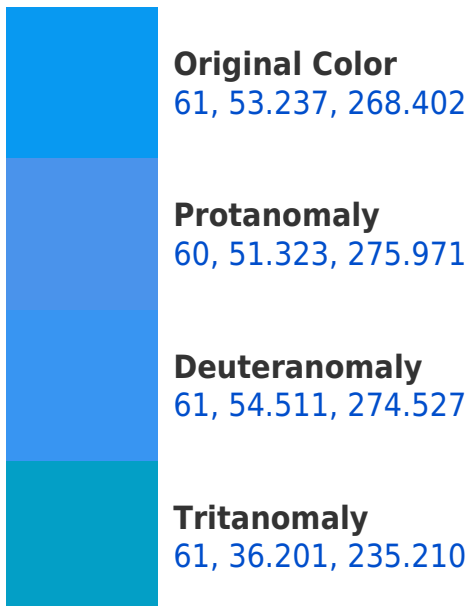 Original Color
61, 53.237, 268.402
Protanomaly
60, 51.323, 275.971
Deuteranomaly
61, 54.511, 274.527
Tritanomaly
61, 36.201, 235.210